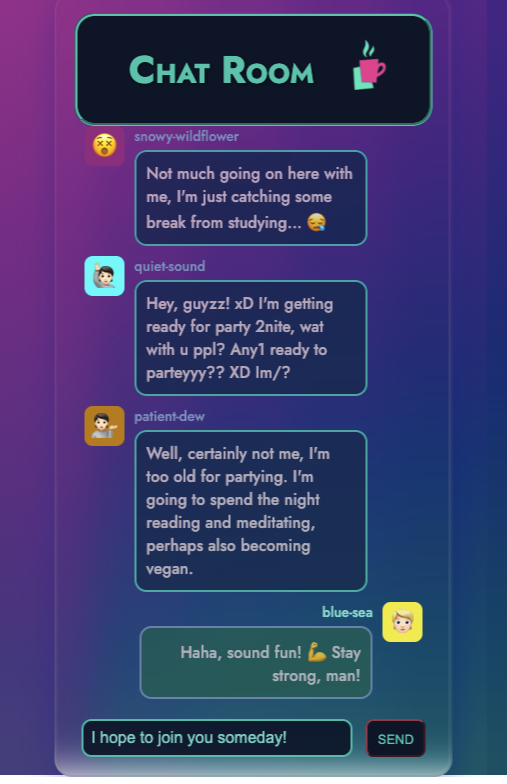 Chat Room
snowy-wildflower
Not much going on here with
me, I'm just catching some
break from studying... 😪
quiet-sound
Hey, guyzz! xD I'm getting
ready for party 2nite, wat
with u ppl? Any1 ready to
parteyyy?? XD lm/?
patient-dew
Well, certainly not me, I'm
too old for partying. I'm
going to spend the night
reading and meditating,
perhaps also becoming
vegan.
blue-sea
Haha, sound fun! 💪 Stay
strong, man!
I hope to join you someday!
SEND